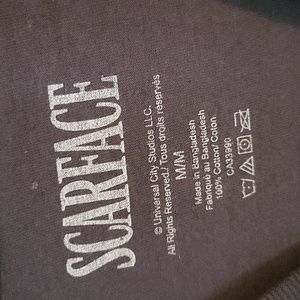 SCARFACE
© Universal City Studios LLC.
All Rights Reserved./ Tous droits réservés
M/M
Made in Bangladesh
Fabriqué au Bangladesh
100% Cotton/ Coton
CA33990